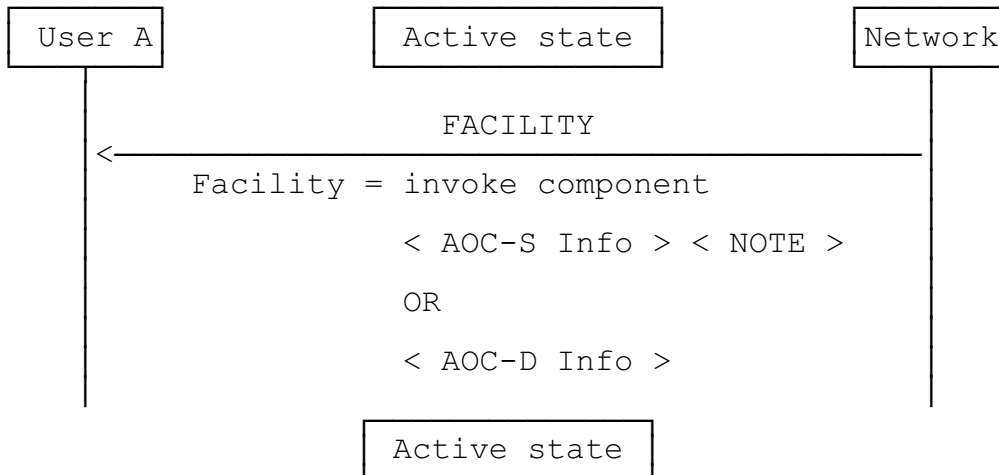 User A Active state Network
FACILITY
Facility = invoke component
< AOC-S Info > < NOTE >
OR
< AOC-D Info >
Active state